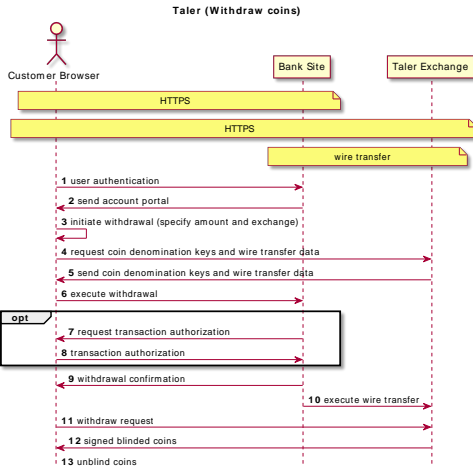 Taler (Withdraw coins)
Customer Browser
Bank Site
Taler Exchange
HTTPS
HTTPS
wire transfer
1 user authentication
2 send account portal
3 initiate withdrawal (specify amount and exchange)
4 request coin denomination keys and wire transfer data
5 send coin denomination keys and wire transfer data
6 execute withdrawal
opt
7 request transaction authorization
8 transaction authorization
9 withdrawal confirmation
10 execute wire transfer
11 withdraw request
12 signed blinded coins
13 unblind coins